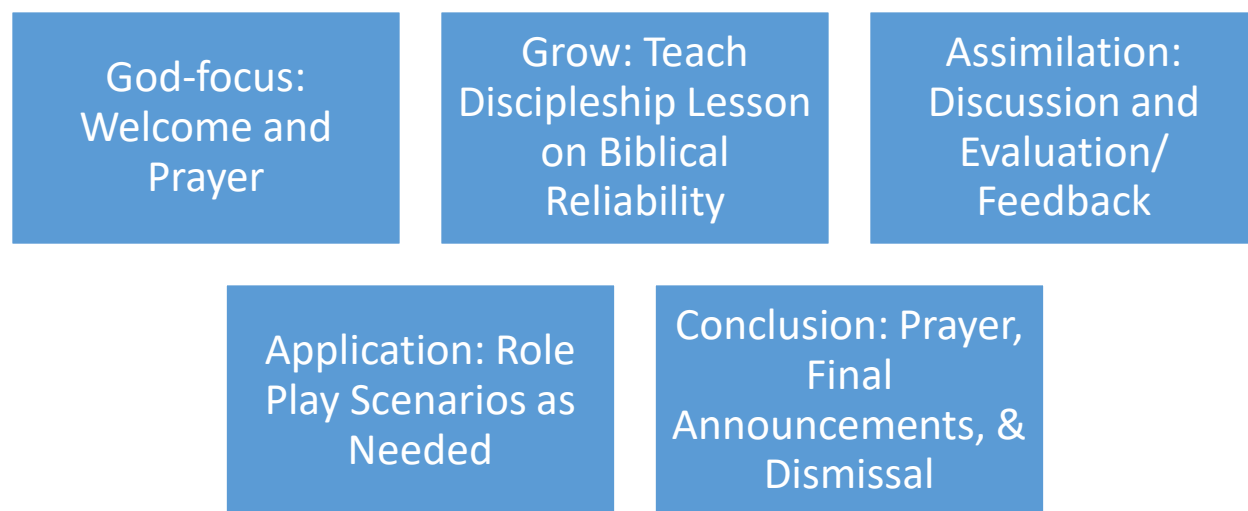 God-focus:
Welcome and
Prayer
Grow: Teach
Discipleship Lesson
on Biblical
Reliability
Assimilation:
Discussion and
Evaluation/
Feedback
Application: Role
Play Scenarios as
Needed
Conclusion: Prayer,
Final
Announcements, &
Dismissal